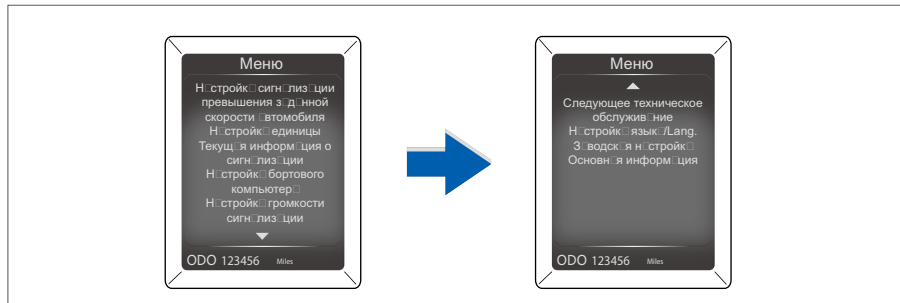 Меню
Н□стройк□ сигн□лиз□ции
превышения з□д□нной
скорости □втомобиля
Н□стройк□ единицы
Текущ□я информ□ция о
сигн□лиз□ции
Н□стройк□ бортового
компьютер□
Н□стройк□ громкости
сигн□лиз□ции
ODO 123456 Miles
Меню
Следующее техническое
обслужив□ние
Н□стройк□ язык□/Lang.
З□водск□я н□стройк□
Основн□я информ□ция
ODO 123456 Miles